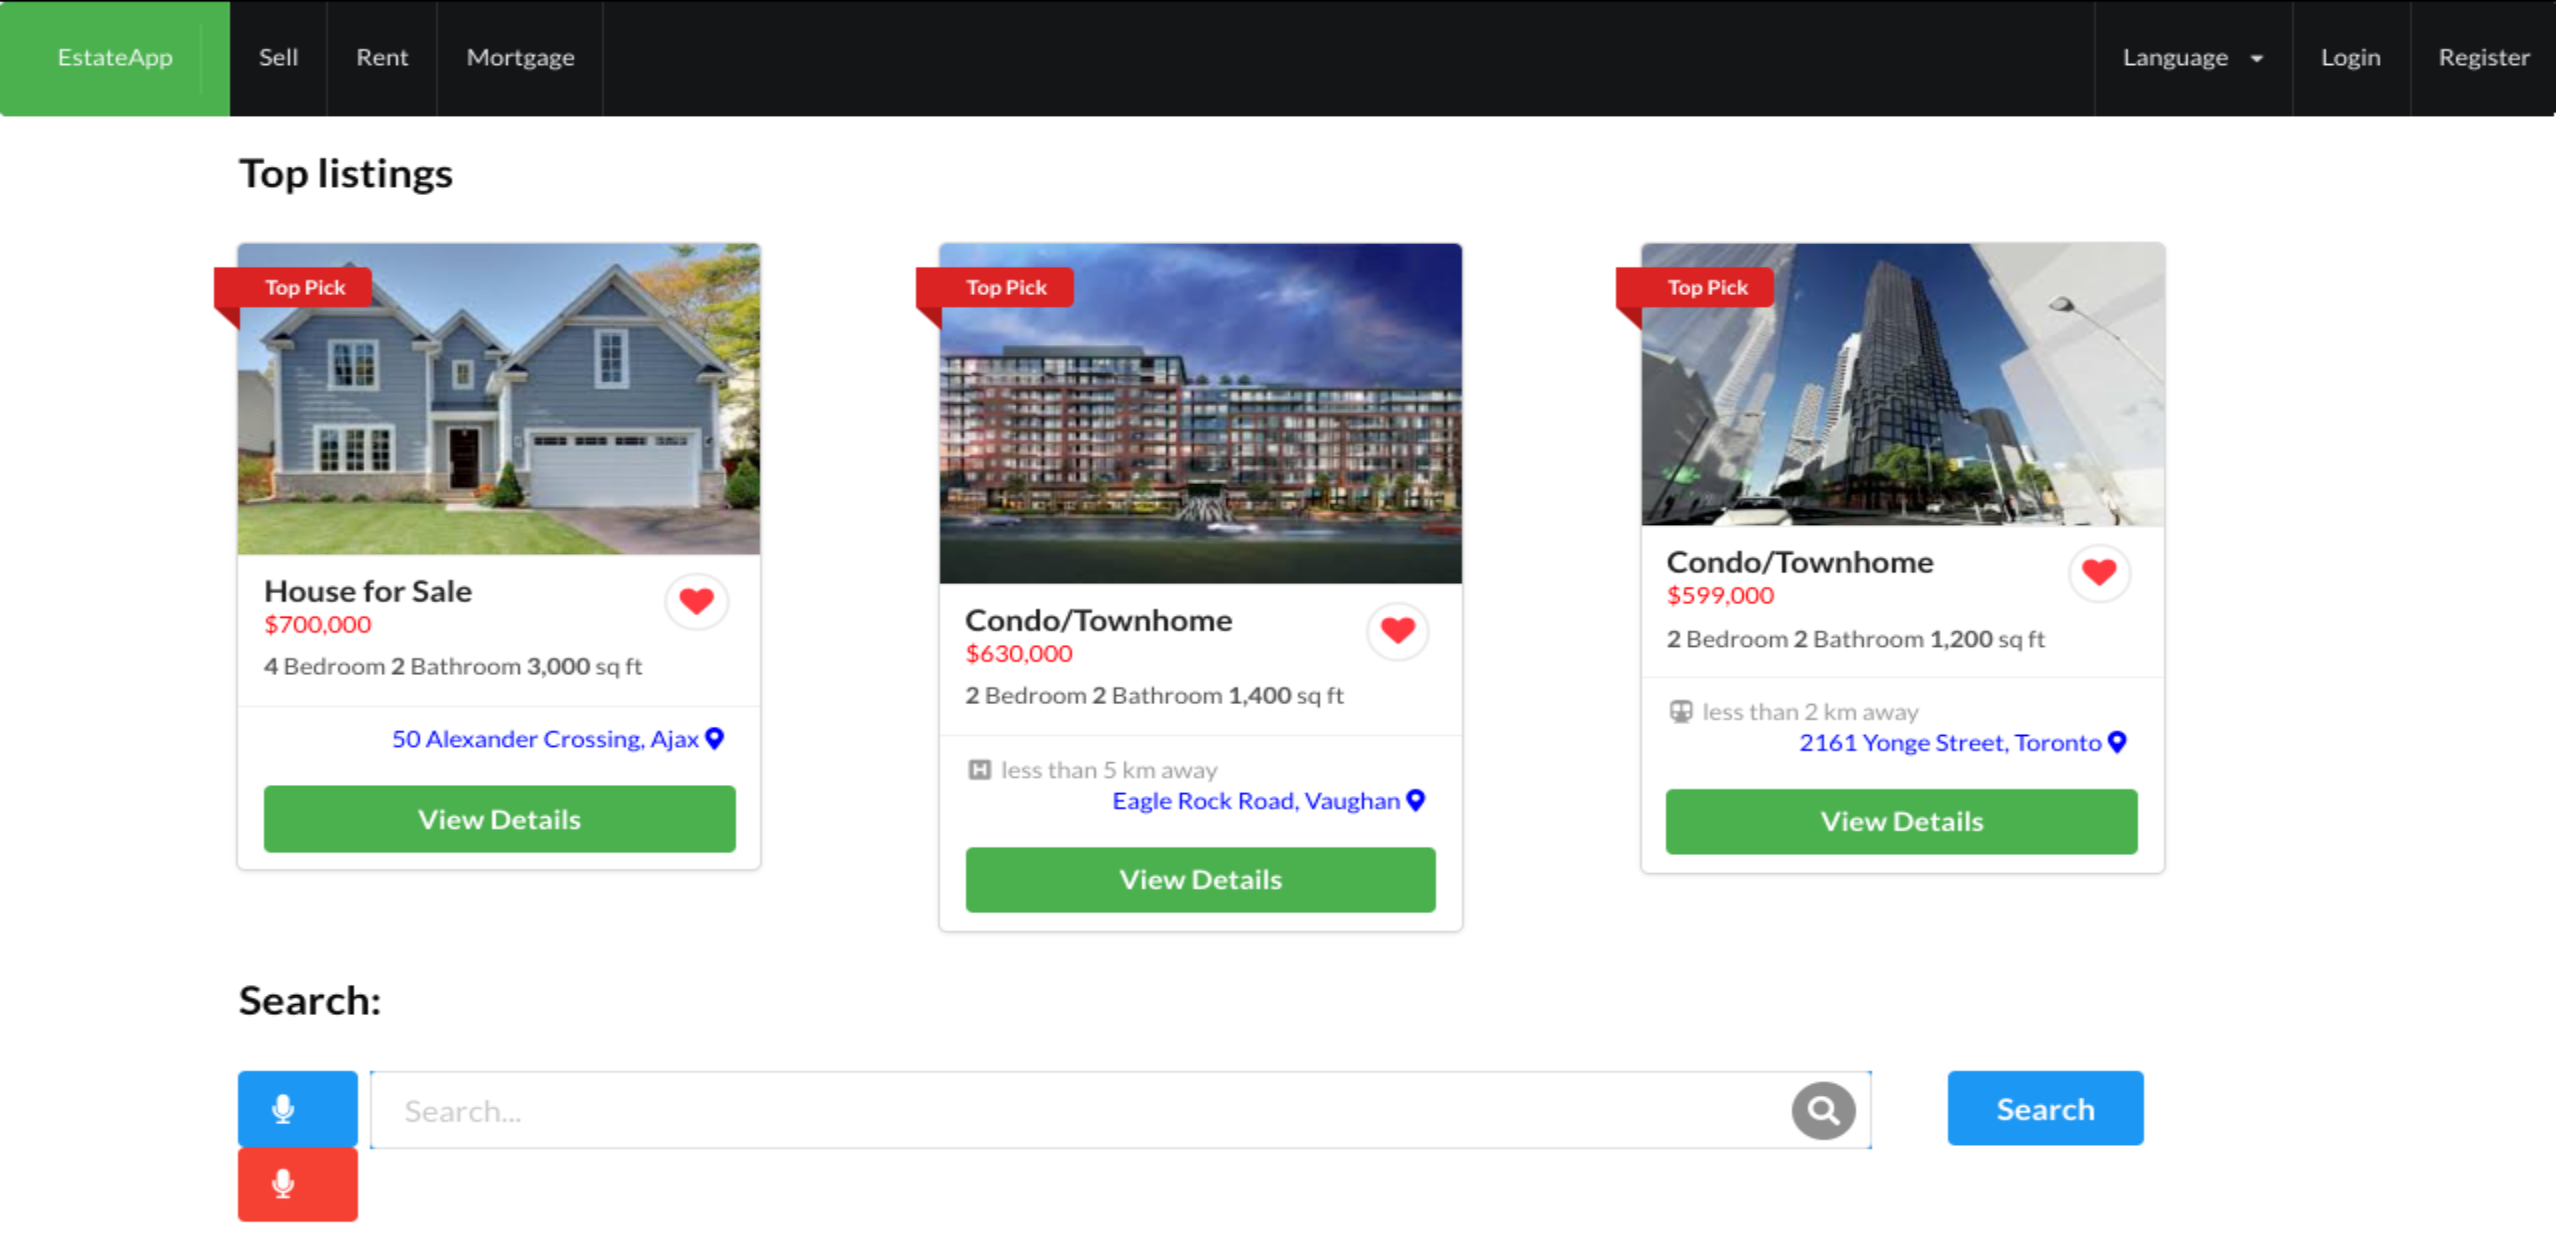 EstateApp Sell Rent Mortgage Language Login Register
Top listings
Top Pick
House for Sale
$700,000
4 Bedroom 2 Bathroom 3,000 sq ft
50 Alexander Crossing, Ajax
View Details
Top Pick
Condo/Townhome
$630,000
2 Bedroom 2 Bathroom 1,400 sq ft
H less than 5 km away
Eagle Rock Road, Vaughan
View Details
Top Pick
Condo/Townhome
$599,000
2 Bedroom 2 Bathroom 1,200 sq ft
less than 2 km away
2161 Yonge Street, Toronto
View Details
Search:
Search... Search